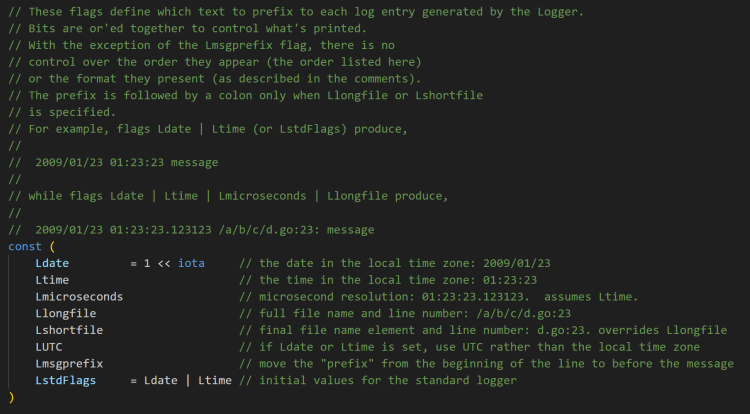 // These flags define which text to prefix to each log entry generated by the Logger.
// Bits are or'ed together to control what's printed.
// With the exception of the Lmsgprefix flag, there is no
// control over the order they appear (the order listed here)
// or the format they present (as described in the comments).
// The prefix is followed by a colon only when Llongfile or Lshortfile
// is specified.
// For example, flags Ldate | Ltime (or LstdFlags) produce,
//
//  2009/01/23 01:23:23 message
//
// while flags Ldate | Ltime | Lmicroseconds | Llongfile produce,
//
//  2009/01/23 01:23:23.123123 /a/b/c/d.go:23: message
const (
    Ldate         = 1 << iota     // the date in the local time zone: 2009/01/23
    Ltime                         // the time in the local time zone: 01:23:23
    Lmicroseconds                 // microsecond resolution: 01:23:23.123123.  assumes Ltime.
    Llongfile                     // full file name and line number: /a/b/c/d.go:23
    Lshortfile                    // final file name element and line number: d.go:23. overrides Llongfile
    LUTC                          // if Ldate or Ltime is set, use UTC rather than the local time zone
    Lmsgprefix                    // move the "prefix" from the beginning of the line to before the message
    LstdFlags     = Ldate | Ltime // initial values for the standard logger
)